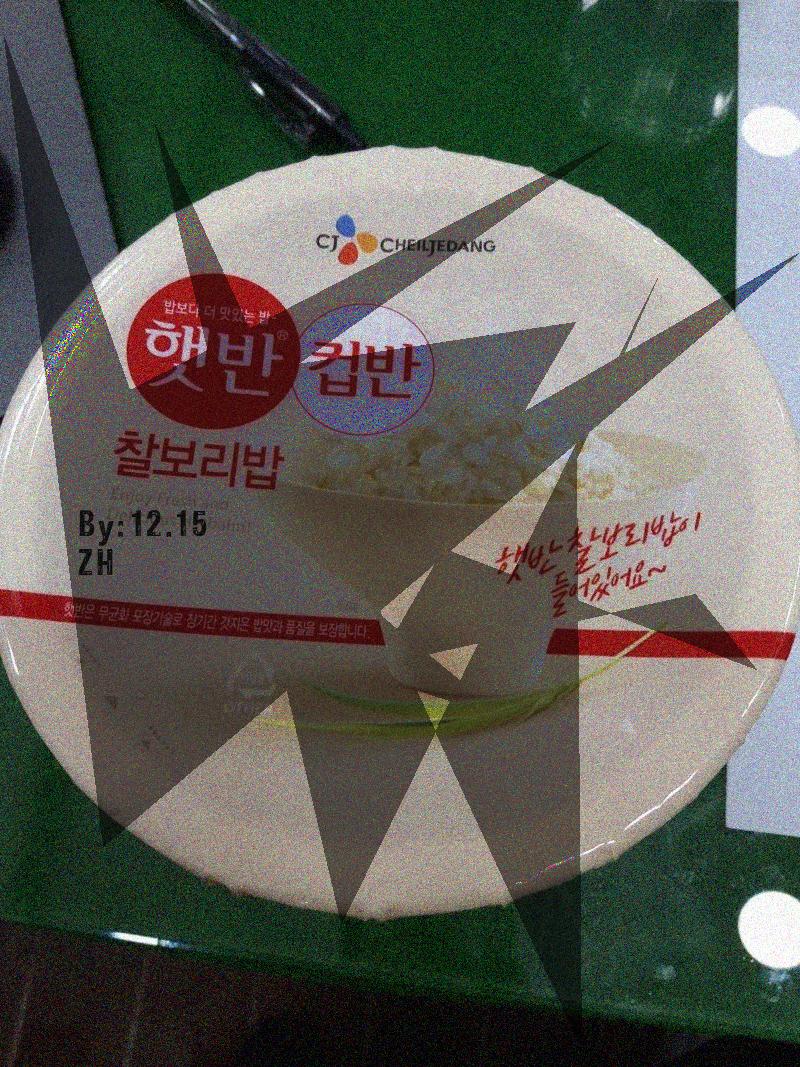 CJ CHEILJEDANG
밥보다 더 맛있는 밥
햇반® 컵반
찰보리밥
Enjoy Fresh and
By:12.15
ZH
햇반 찰보리밥이
들어있어요~
햇반은 무균화 포장기술로 장기간 갓지은 밥맛과 품질을 보장합니다.